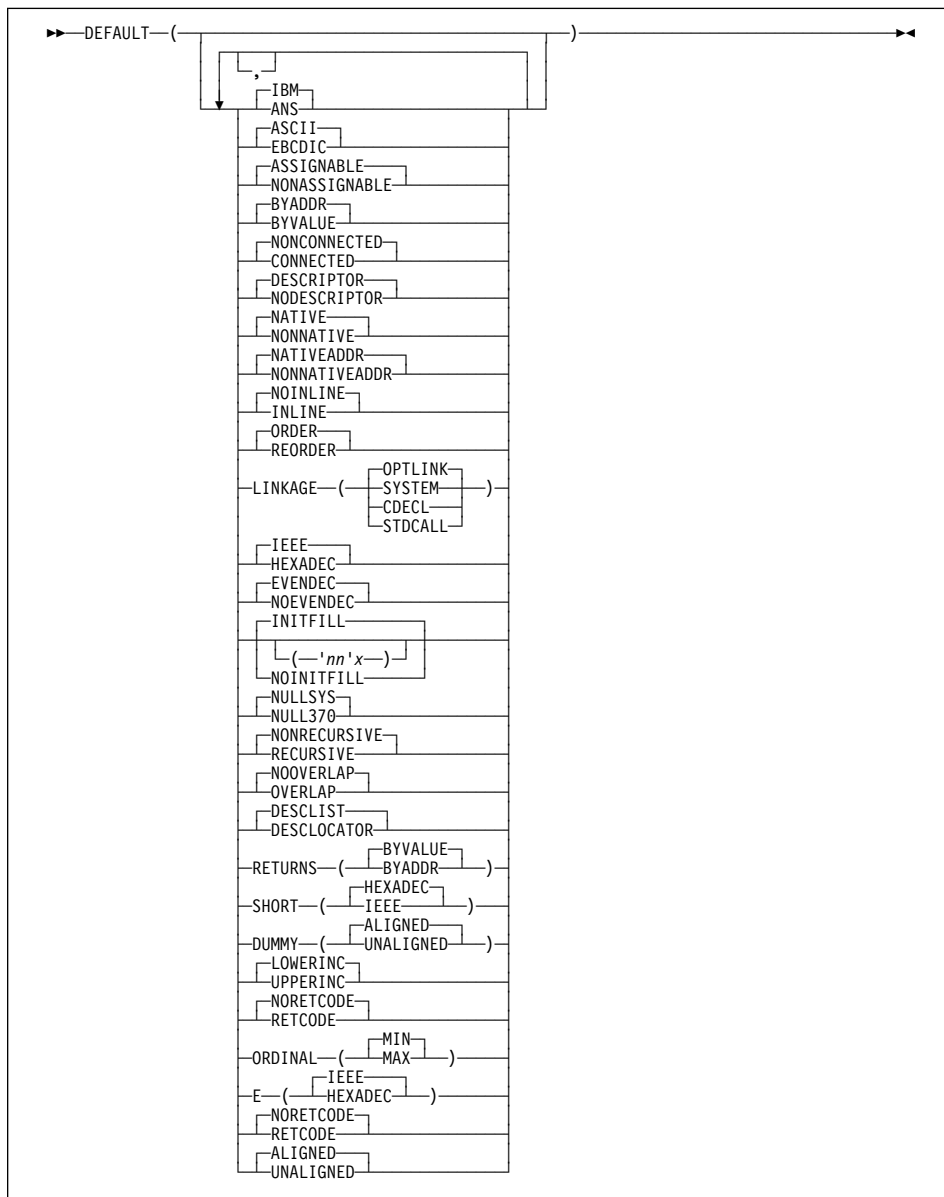 DEFAULT ( )
,
IBM
ANS
ASCII
EBCDIC
ASSIGNABLE
NONASSIGNABLE
BYADDR
BYVALUE
NONCONNECTED
CONNECTED
DESCRIPTOR
NODESCRIPTOR
NATIVE
NONNATIVE
NATIVEADDR
NONNATIVEADDR
NOINLINE
INLINE
ORDER
REORDER
OPTLINK
LINKAGE ( SYSTEM )
CDECL
STDCALL
IEEE
HEXADEC
EVENDEC
NOEVENDEC
INITFILL
( 'nn'x )
NOINITFILL
NULLSYS
NULL370
NONRECURSIVE
RECURSIVE
NOOVERLAP
OVERLAP
DESCLIST
DESCLOCATOR
BYVALUE
RETURNS ( BYADDR )
HEXADEC
SHORT ( IEEE )
ALIGNED
DUMMY ( UNALIGNED )
LOWERINC
UPPERINC
NORETCODE
RETCODE
MIN
ORDINAL ( MAX )
IEEE
E ( HEXADEC )
NORETCODE
RETCODE
ALIGNED
UNALIGNED